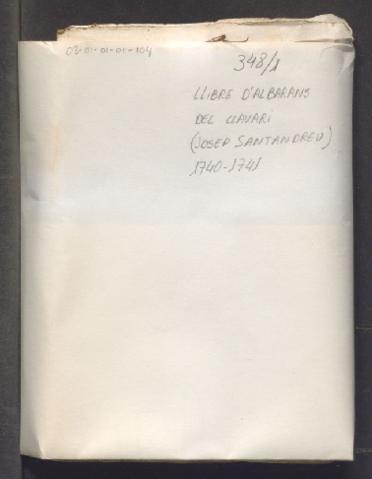 03-01-01-01-104
348/1
LLIBRE D'ALBARANS
DEL CLAVARI
(JOSEP SANTANDREU)
1740-1741